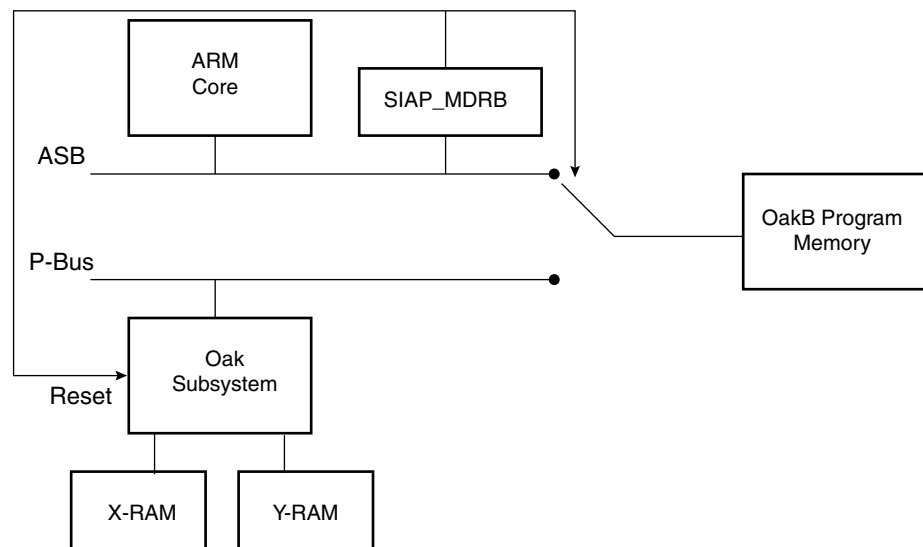 ARM
Core
SIAP_MDRB
ASB
OakB Program
Memory
P-Bus
Oak
Subsystem
Reset
X-RAM
Y-RAM